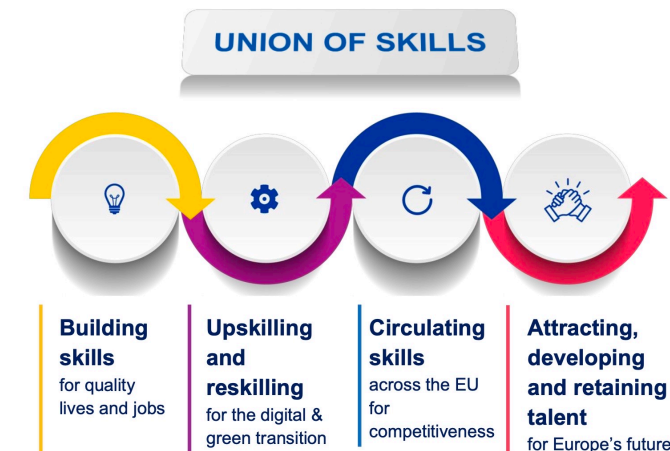 UNION OF SKILLS
Building
skills
for quality
lives and jobs
Upskilling
and
reskilling
for the digital &
green transition
Circulating
skills
across the EU
for
competitiveness
Attracting,
developing
and retaining
talent
for Europe's future